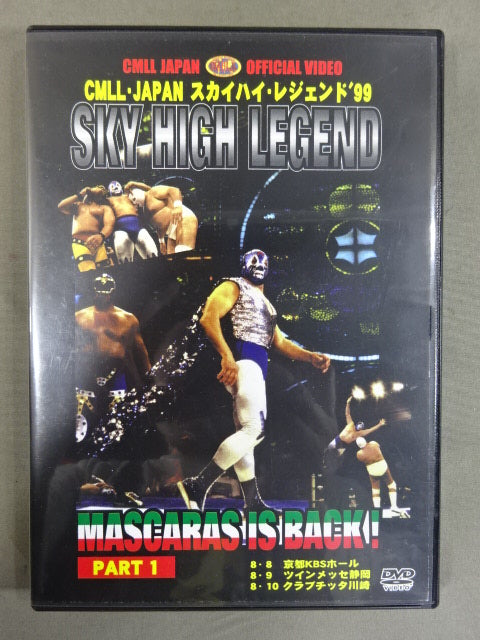 CMLL JAPAN OFFICIAL VIDEO
CMLL・JAPAN スカイハイ・レジェンド'99
SKY HIGH LEGEND
MASCARAS IS BACK!
PART 1
8・8 京都KBSホール
8・9 ツインメッセ静岡
8・10 クラブチッタ川崎
DVD
VIDEO